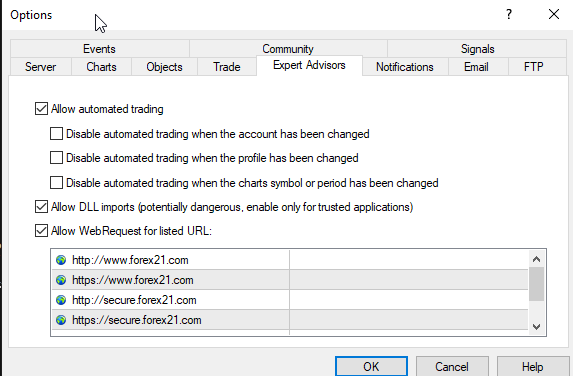 Options
?
Events Community Signals
Server Charts Objects Trade Expert Advisors Notifications Email FTP
Allow automated trading
Disable automated trading when the account has been changed
Disable automated trading when the profile has been changed
Disable automated trading when the charts symbol or period has been changed
Allow DLL imports (potentially dangerous, enable only for trusted applications)
Allow WebRequest for listed URL:
http://www.forex21.com
https://www.forex21.com
http://secure.forex21.com
https://secure.forex21.com
OK Cancel Help